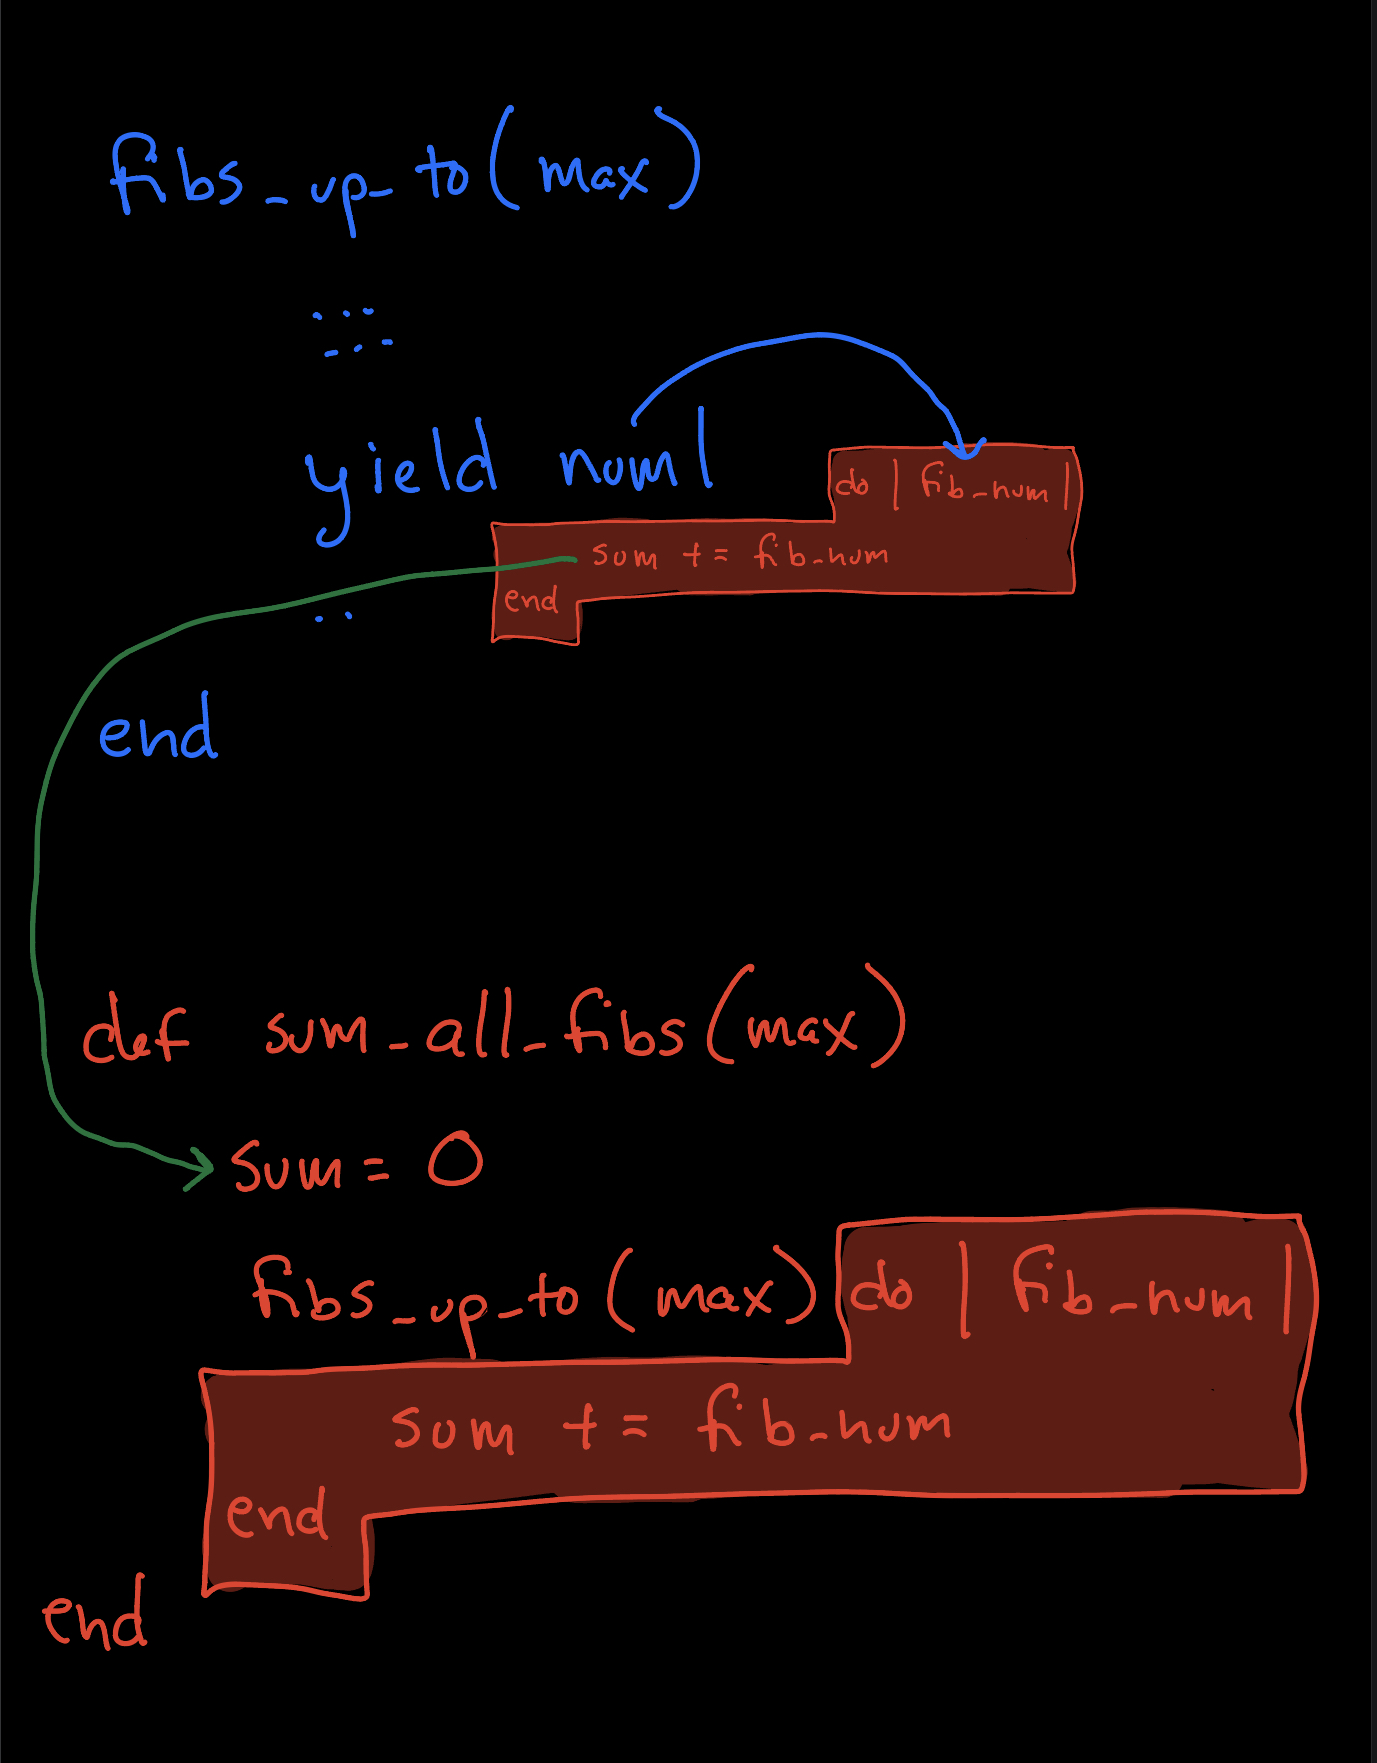 fibs_up_to(max)
...
...
yield num1
do |fib_num|
sum += fib_num
end
..
end
def sum_all_fibs(max)
sum = 0
fibs_up_to(max) do |fib_num|
sum += fib_num
end
end